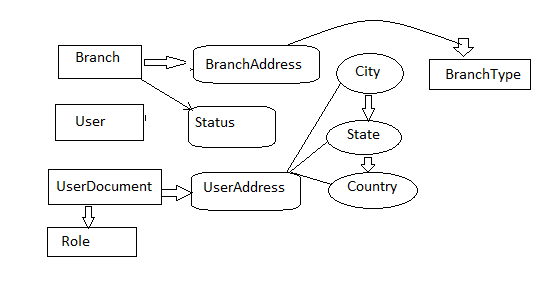 Branch
BranchAddress
City
BranchType
User
Status
State
UserDocument
UserAddress
Country
Role